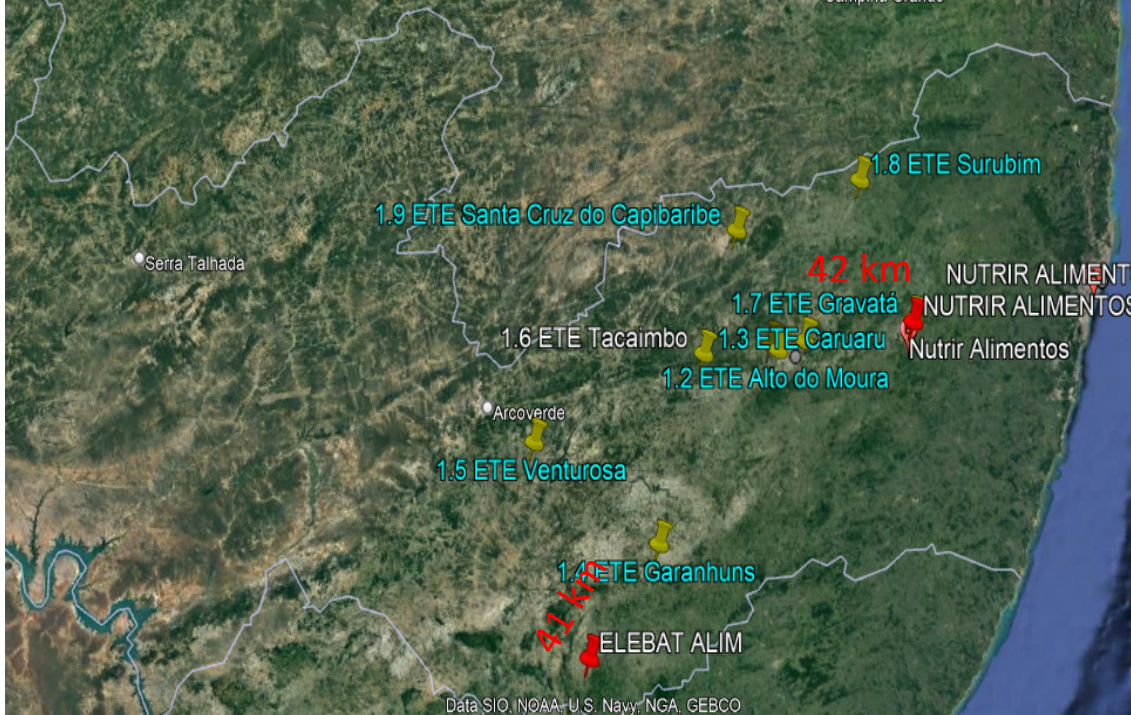 Campina Grande
1.8 ETE Surubim
1.9 ETE Santa Cruz do Capibaribe
Serra Talhada
42 km
NUTRIR ALIMENT
1.7 ETE Gravatá
NUTRIR ALIMENTOS
1.6 ETE Tacaimbo
1.3 ETE Caruaru
Nutrir Alimentos
1.2 ETE Alto do Moura
Arcoverde
1.5 ETE Venturosa
1.4 ETE Garanhuns
41 km
ELEBAT ALIM
Data SIO, NOAA, U.S. Navy, NGA, GEBCO